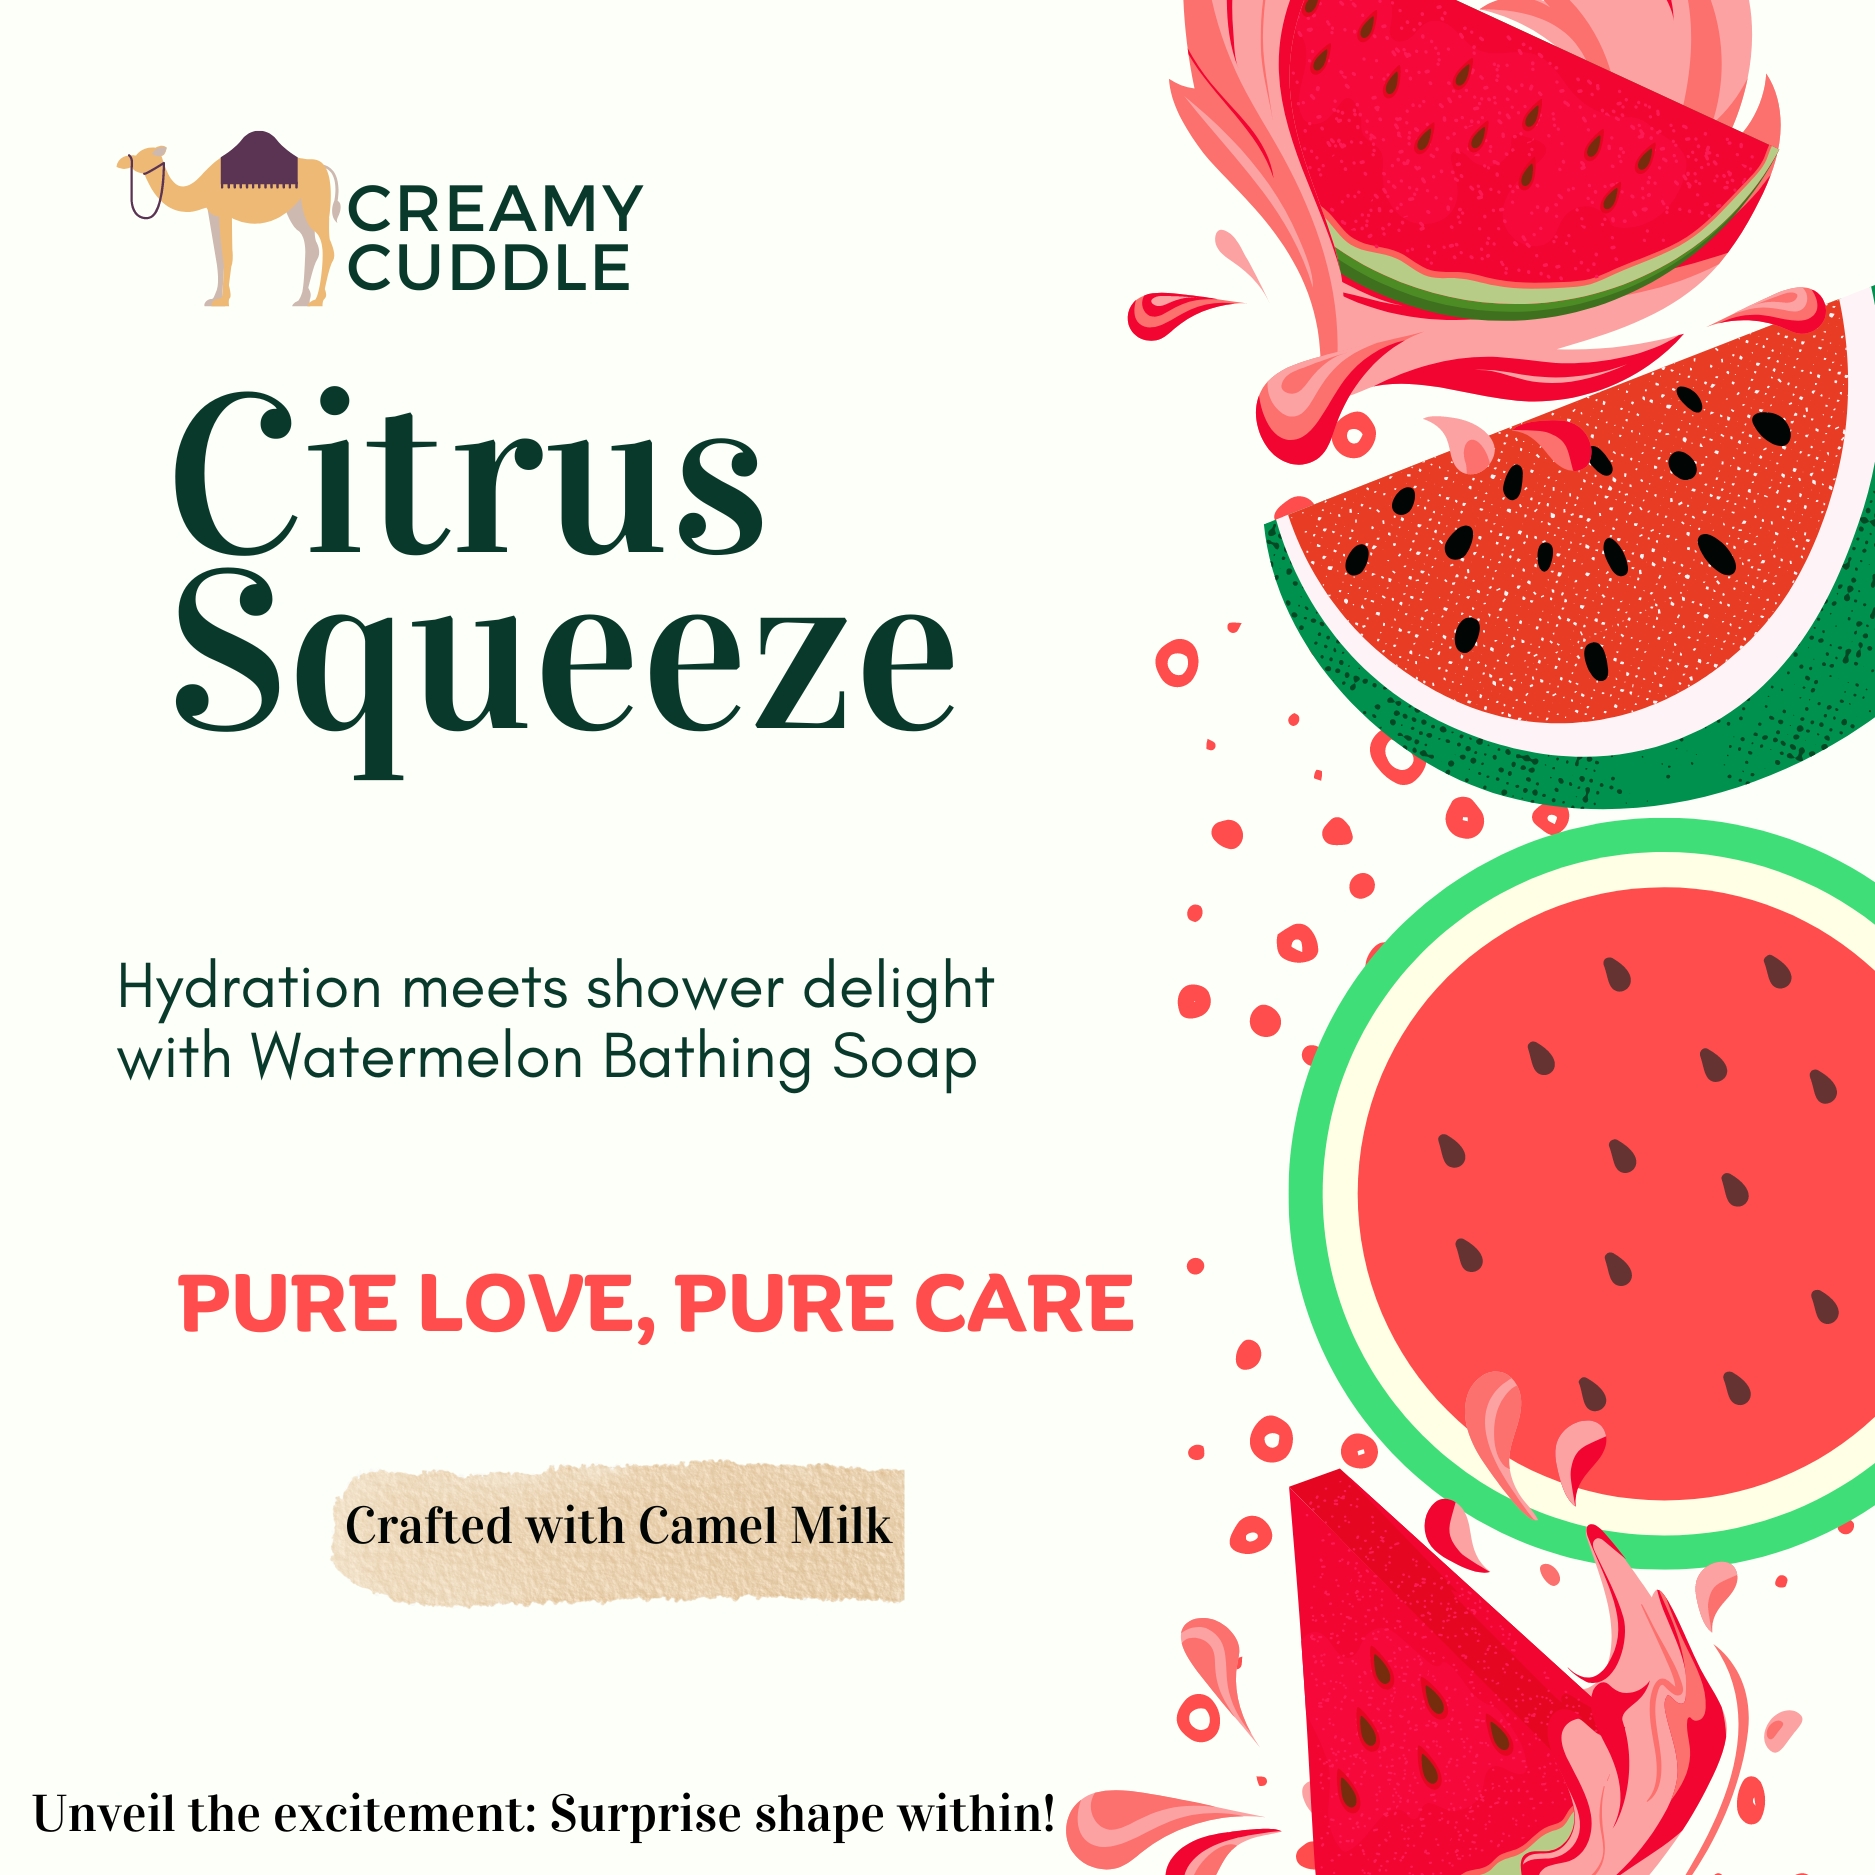 CREAMY
CUDDLE
Citrus
Squeeze
Hydration meets shower delight
with Watermelon Bathing Soap
PURE LOVE, PURE CARE
Crafted with Camel Milk
Unveil the excitement: Surprise shape within!